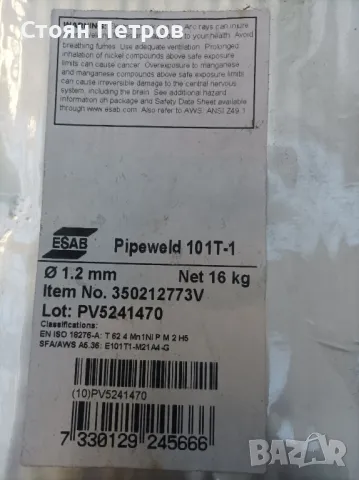 Стоян Петров
Arc rays can injure
to your health. Avoid
breathing fumes. Use adequate ventilation. Prolonged
inhalation of nickel compounds above safe exposure
limits can cause cancer. Overexposure to manganese
and manganese compounds above safe exposure limits
can cause irreversible damage to the central nervous
system, including the brain. See additional hazard
information on package and Safety Data Sheet available
through www.esab.com. Also refer to AWS: ANSI Z49.1
ESAB
Pipeweld 101T-1
Ø 1.2 mm Net 16 kg
Item No. 350212773V
Lot: PV5241470
Classifications:
EN ISO 18276-A: T 62 4 Mn1Ni P M 2 H5
SFA/AWS A5.36: E101T1-M21A4-G
(10)PV5241470
7 330129 245666
BAZAR